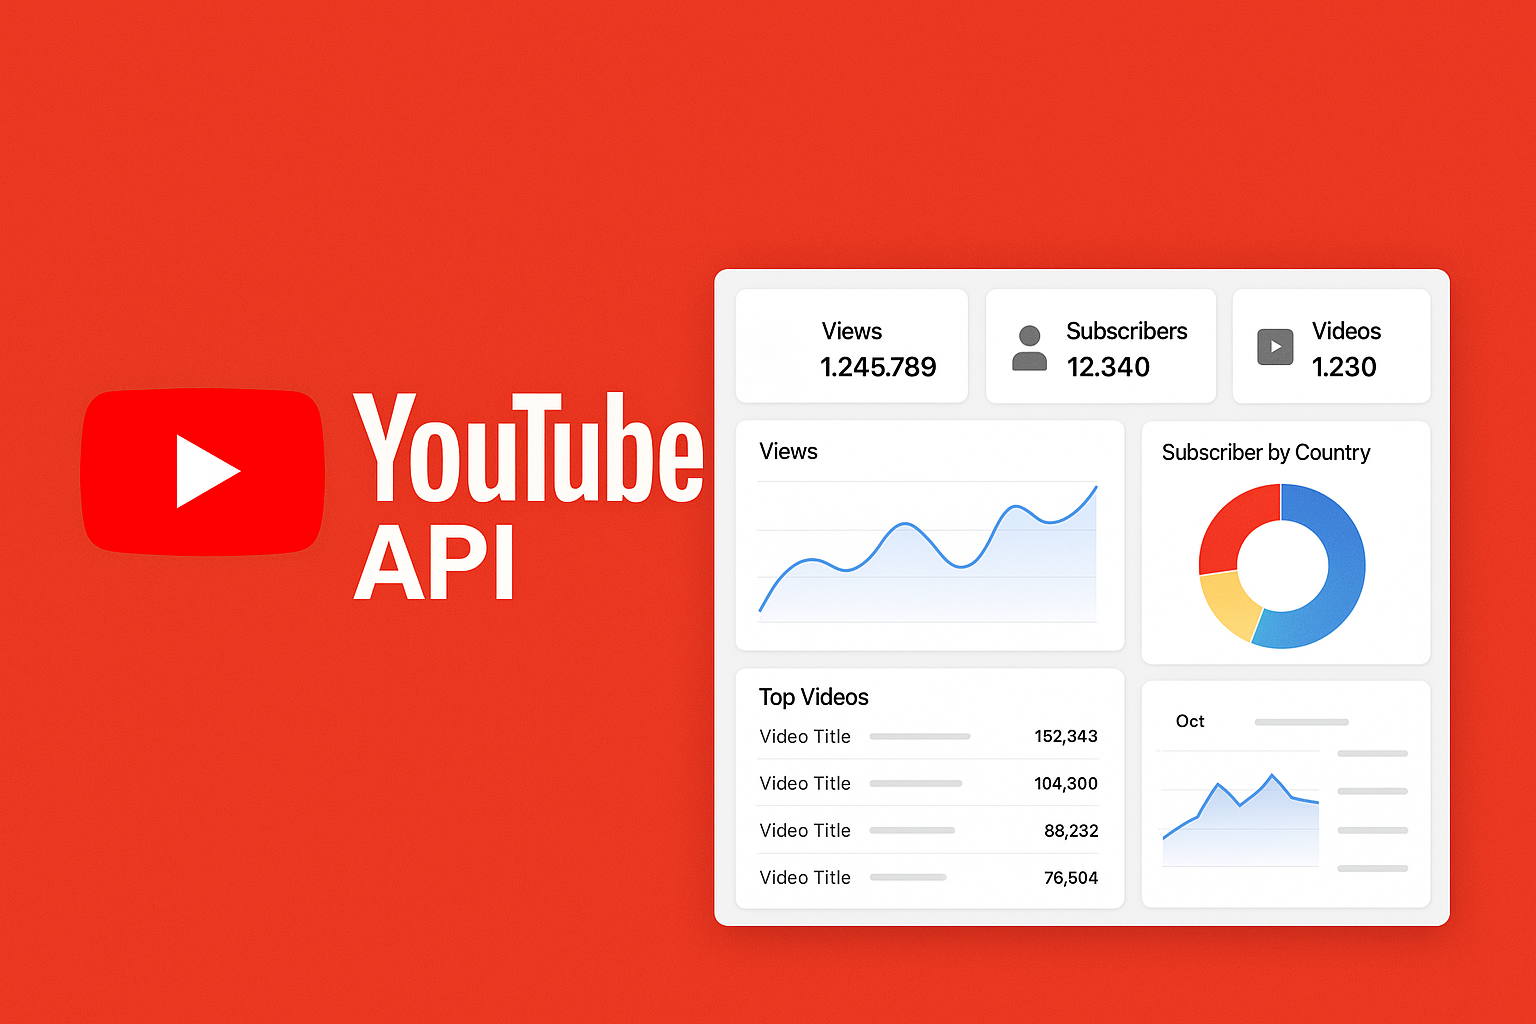 YouTube
API
Views
1.245.789
Subscribers
12.340
Videos
1.230
Views
Subscriber by Country
Top Videos
Video Title 152,343
Video Title 104,300
Video Title 88,232
Video Title 76,504
Oct